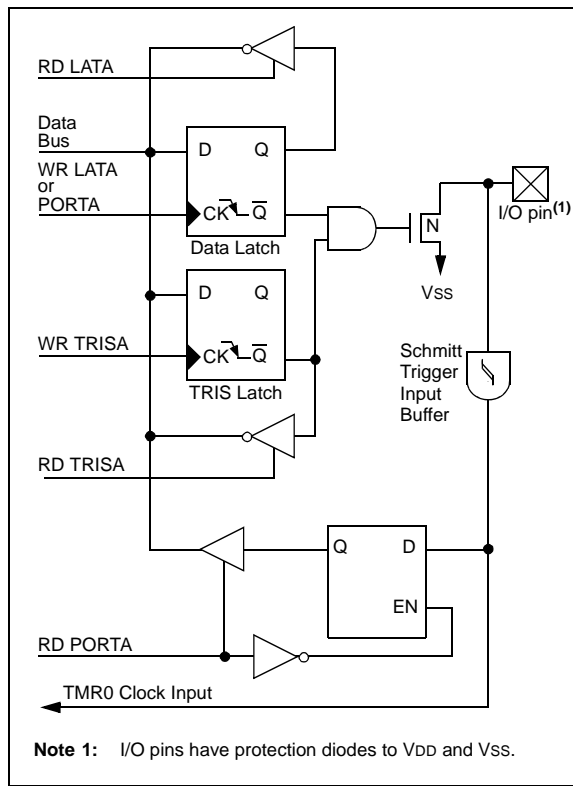 RD LATA
Data
Bus
WR LATA
or
PORTA
D Q
CK Q̅
Data Latch
N
I/O pin(1)
VSS
D Q
WR TRISA
CK Q̅
TRIS Latch
Schmitt
Trigger
Input
Buffer
RD TRISA
Q D
EN
RD PORTA
TMR0 Clock Input
Note 1: I/O pins have protection diodes to VDD and VSS.